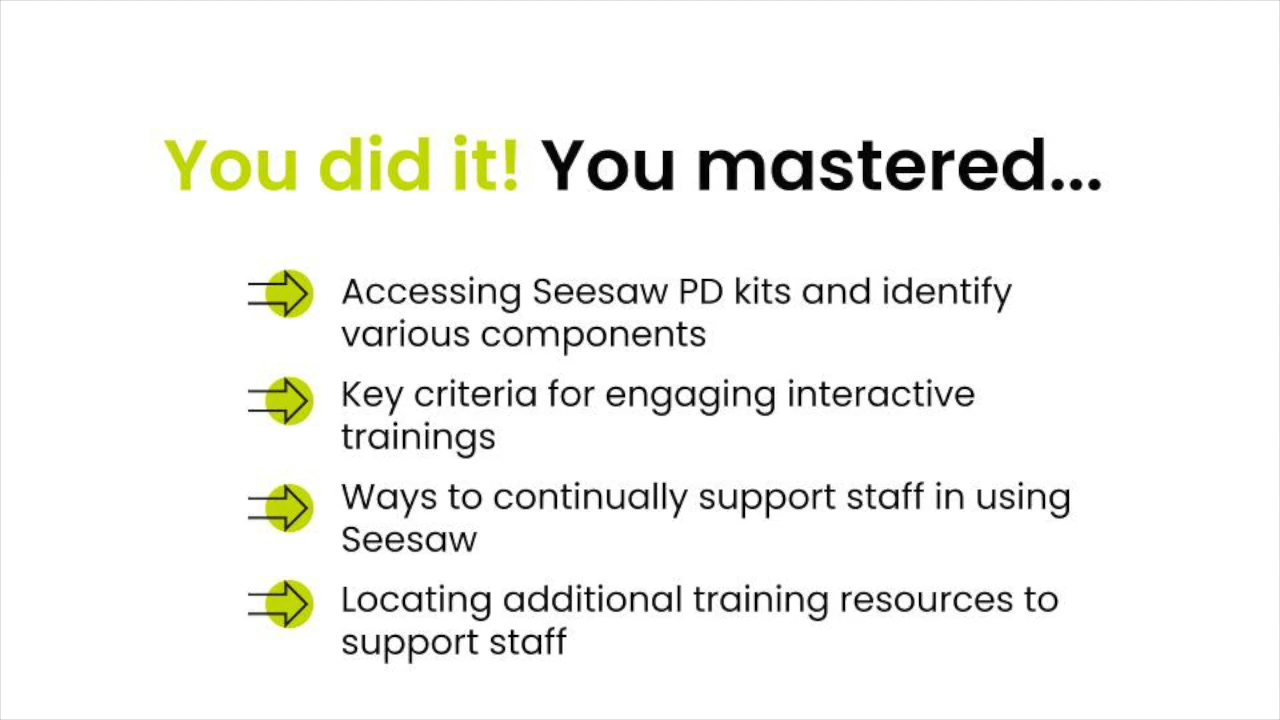 You did it! You mastered...
Accessing Seesaw PD kits and identify
various components
Key criteria for engaging interactive
trainings
Ways to continually support staff in using
Seesaw
Locating additional training resources to
support staff